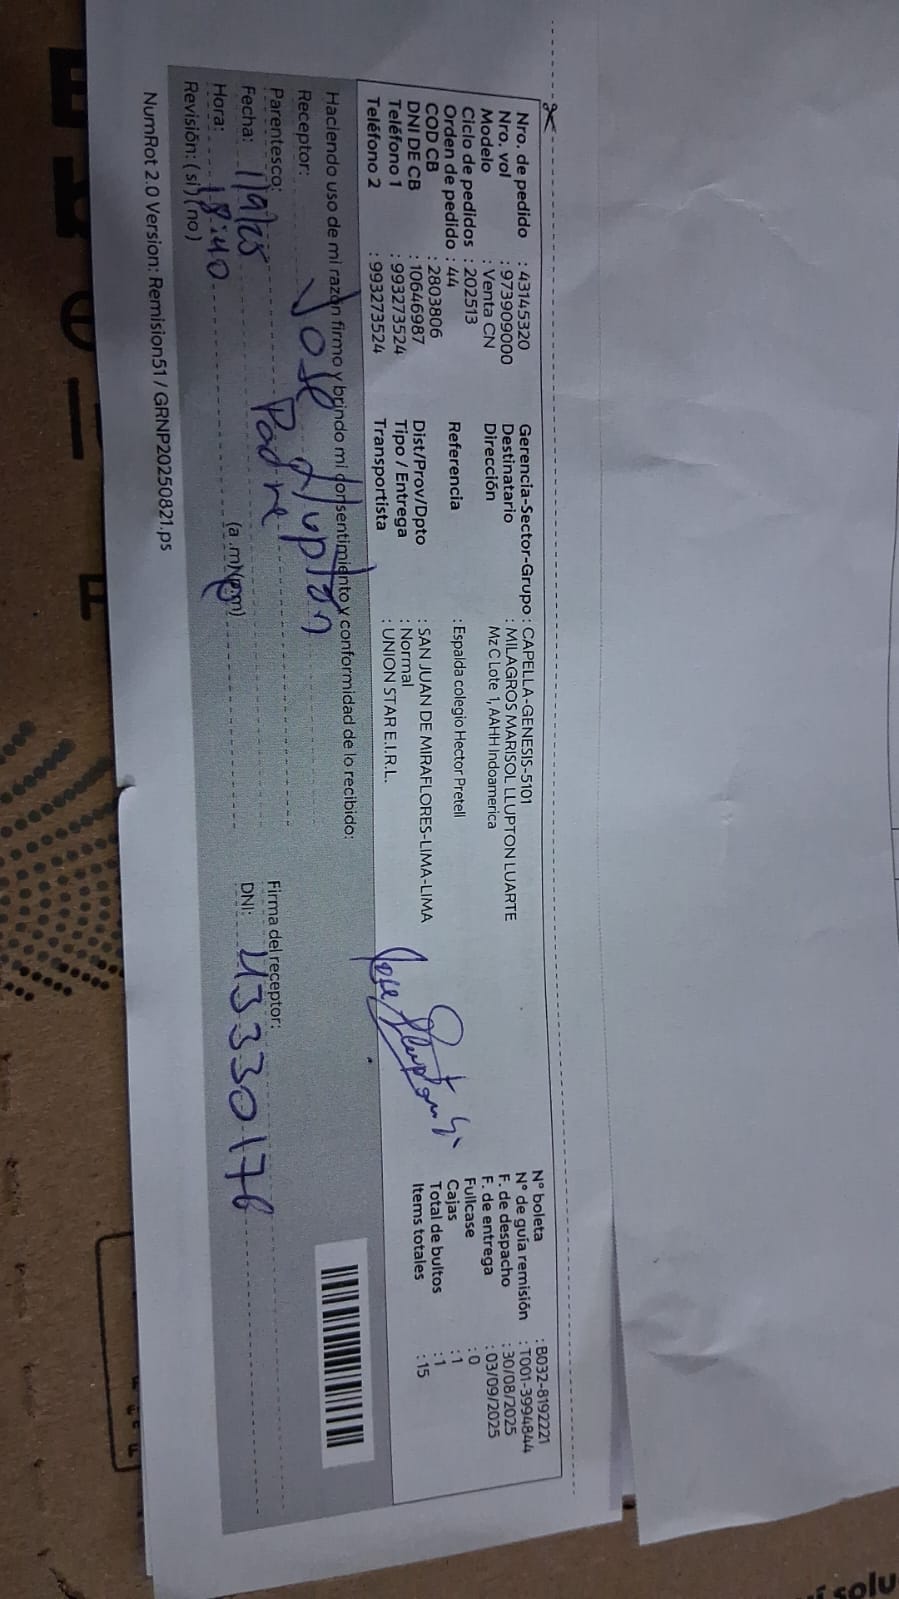 Nro. de pedido : 43145320
Nro. vol : 973909000
Modelo : Venta CN
Ciclo de pedidos : 202513
Orden de pedido : 44
COD CB : 2803806
DNI DE CB : 10646987
Teléfono 1 : 993273524
Teléfono 2 : 993273524
Gerencia-Sector-Grupo : CAPELLA-GENESIS-5101
Destinatario : MILAGROS MARISOL LLUPTON LUARTE
Dirección Mz C Lote 1, AAHH Indoamerica
Referencia : Espalda colegio Hector Pretell
Dist/Prov/Dpto : SAN JUAN DE MIRAFLORES-LIMA-LIMA
Tipo / Entrega : Normal
Transportista : UNION STAR E.I.R.L.
N° boleta : B032-8192221
N° de guía remisión : T001-3994844
F. de despacho : 30/08/2025
F. de entrega : 03/09/2025
Fullcase : 0
Cajas : 1
Total de bultos : 1
Items totales : 15
Haciendo uso de mi razón firmo y brindo mi consentimiento y conformidad de lo recibido:
Receptor: Jose Llupton
Parentesco: Padre
Fecha: 1/9/25
Hora: 18:40 (a .m
Revisión: ( si ) ( no )
Firma del receptor:
DNI: 43330176
NumRot 2.0 Version: Remision51 / GRNP20250821.ps
solu